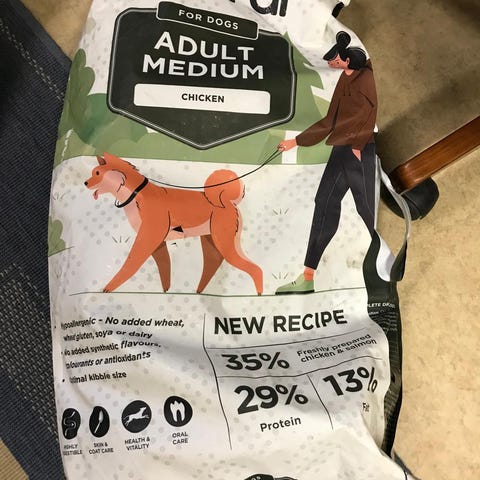 FOR DOGS
ADULT
MEDIUM
CHICKEN
Hypoallergenic - No added wheat,
wheat gluten, soya or dairy
No added synthetic flavours,
colourants or antioxidants
Optimal kibble size
NEW RECIPE
35% Freshly prepared
chicken & salmon
29%
Protein
13%
Fat
HIGHLY
DIGESTIBLE
SKIN &
COAT CARE
HEALTH &
VITALITY
ORAL
CARE